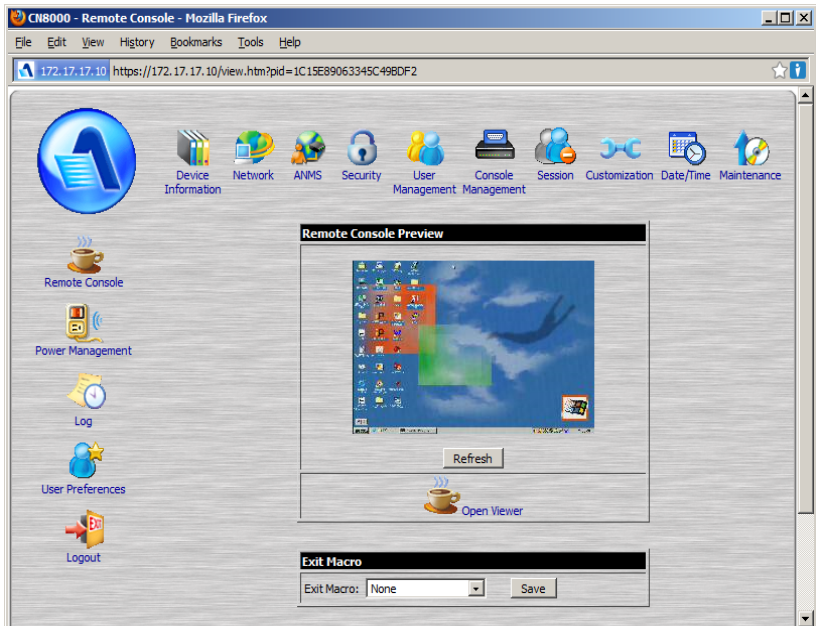 CN8000 - Remote Console - Mozilla Firefox
File Edit View History Bookmarks Tools Help
172.17.17.10 https://172.17.17.10/view.htm?pid=1C15E89063345C49BDF2
Device Information
Network
ANMS
Security
User Management
Console Management
Session
Customization
Date/Time
Maintenance
Remote Console
Power Management
Log
User Preferences
EXIT
Logout
Remote Console Preview
Refresh
Open Viewer
Exit Macro
Exit Macro: None Save